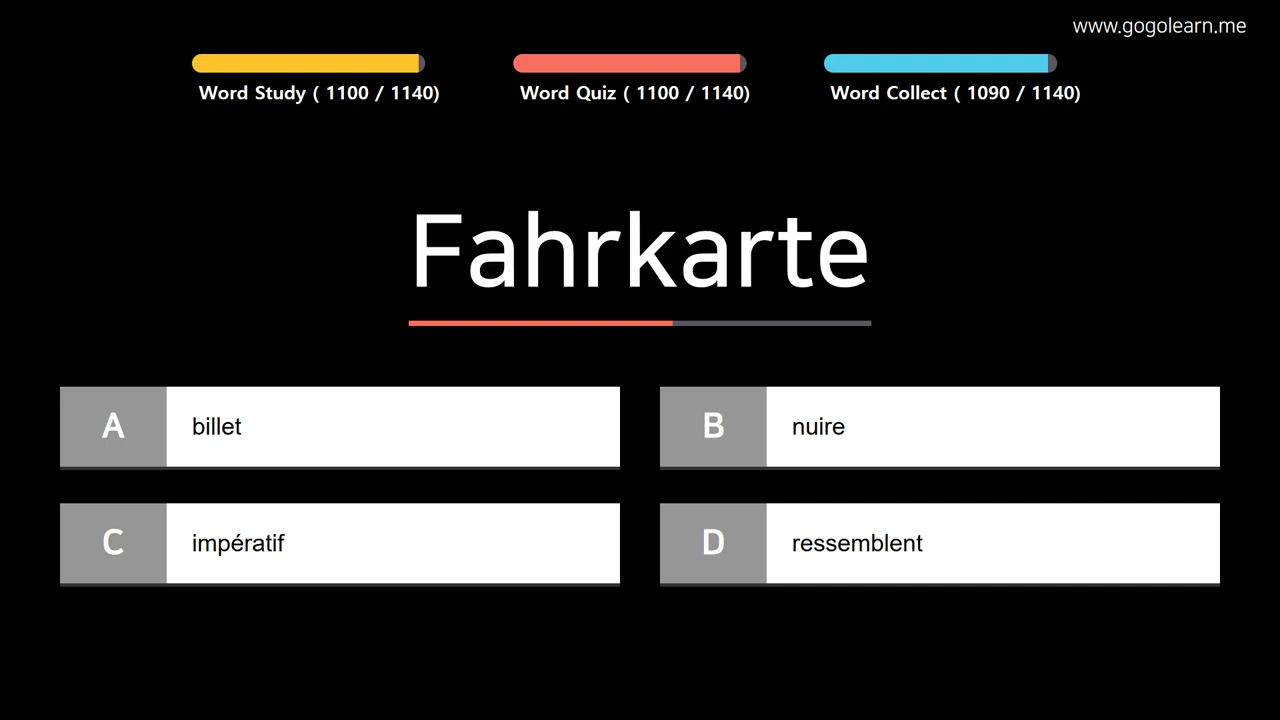 www.gogolearn.me
Word Study ( 1100 / 1140)
Word Quiz ( 1100 / 1140)
Word Collect ( 1090 / 1140)
Fahrkarte
A billet
B nuire
C impératif
D ressemblent